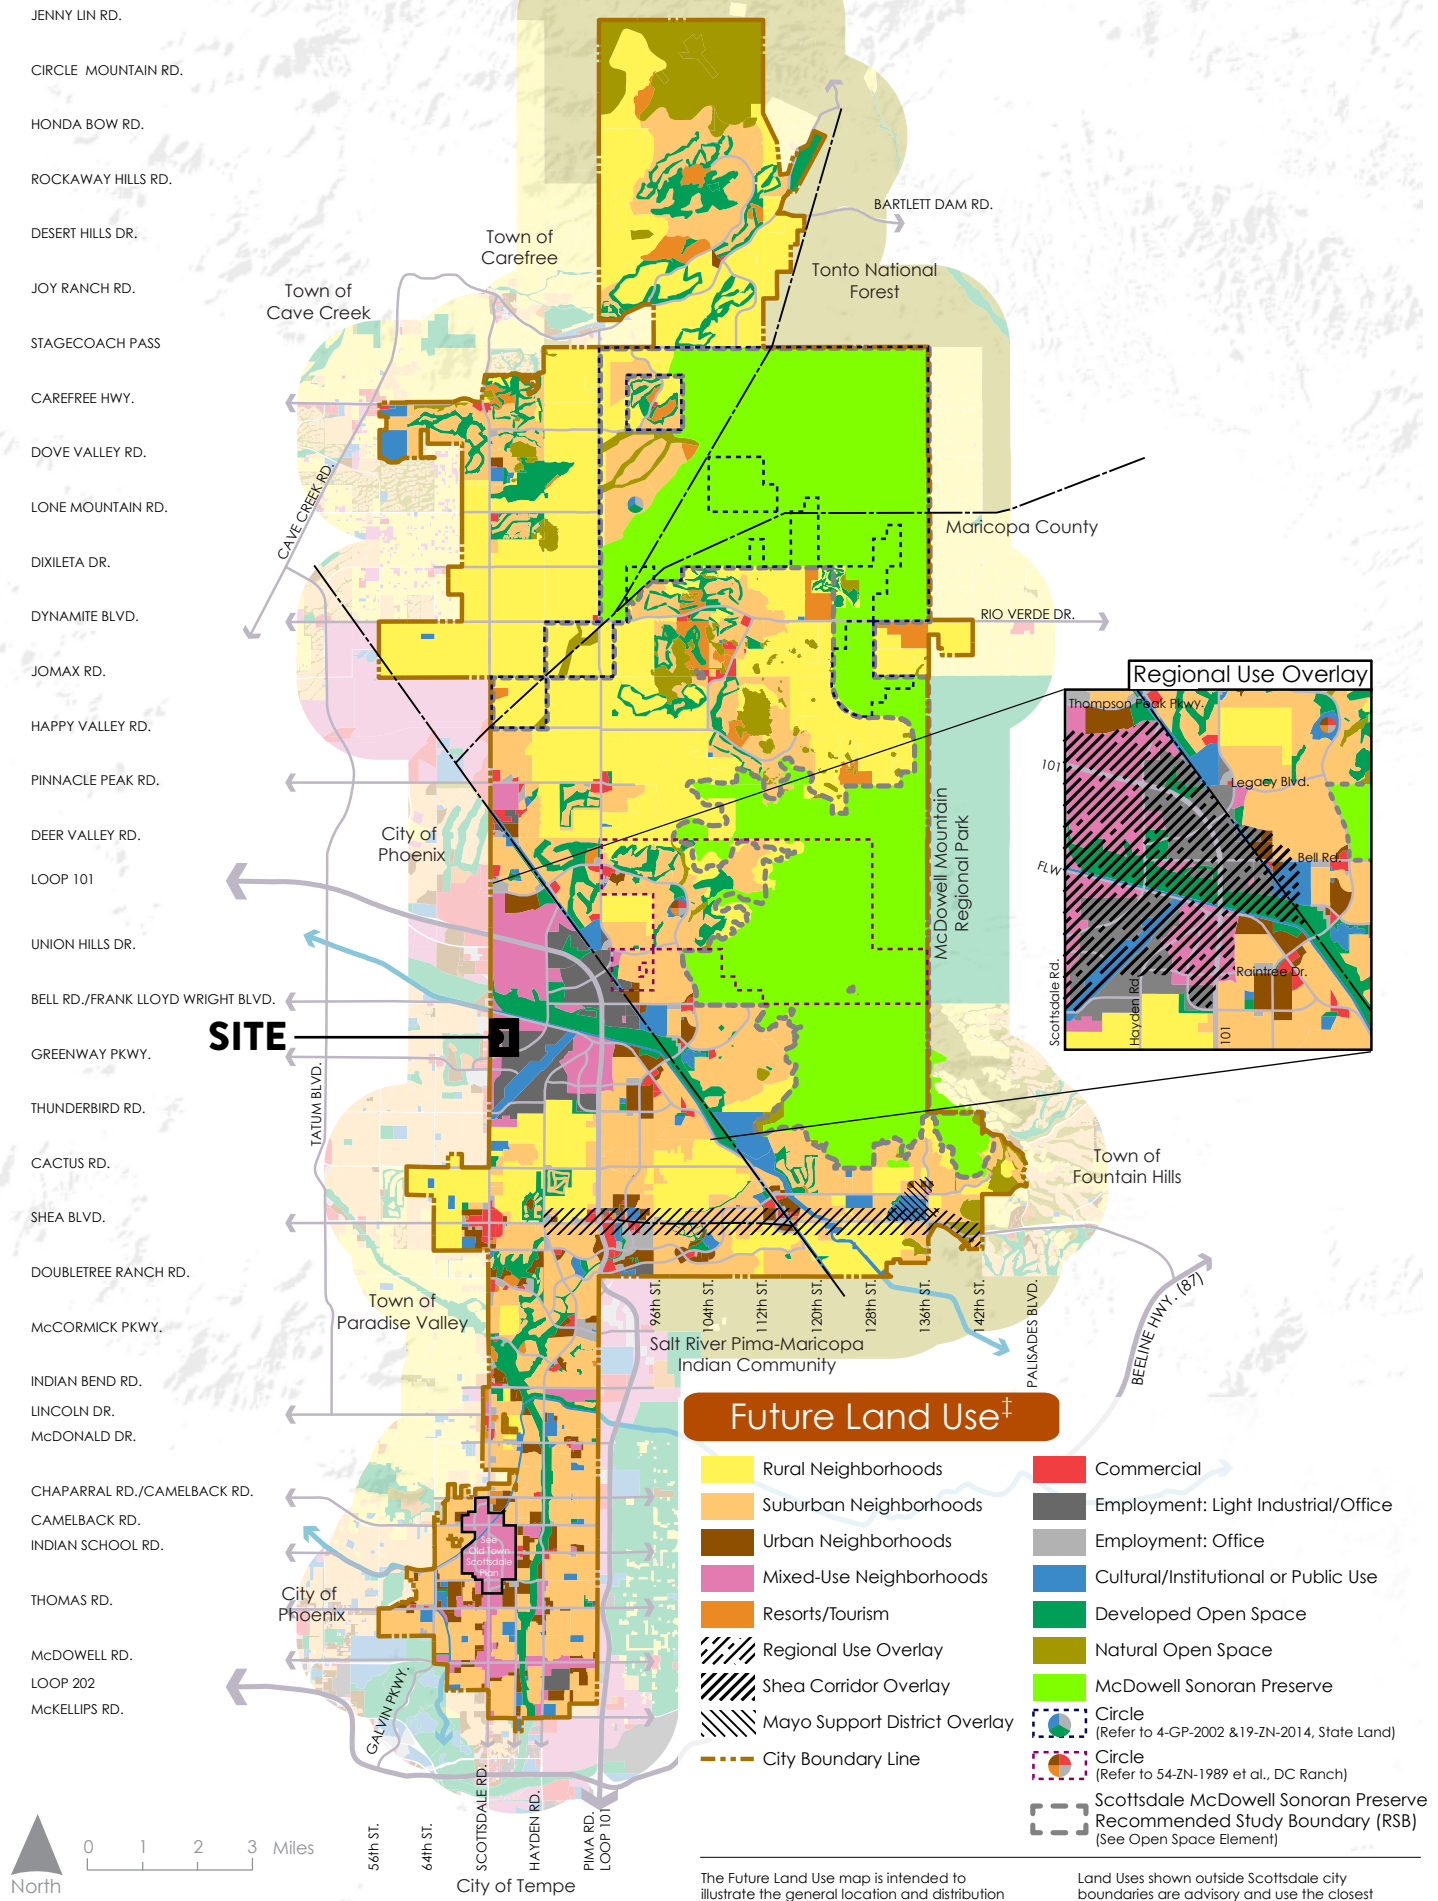 JENNY LIN RD.
CIRCLE MOUNTAIN RD.
HONDA BOW RD.
ROCKAWAY HILLS RD.
DESERT HILLS DR.
JOY RANCH RD.
STAGECOACH PASS
CAREFREE HWY.
DOVE VALLEY RD.
LONE MOUNTAIN RD.
DIXILETA DR.
DYNAMITE BLVD.
JOMAX RD.
HAPPY VALLEY RD.
PINNACLE PEAK RD.
DEER VALLEY RD.
LOOP 101
UNION HILLS DR.
BELL RD./FRANK LLOYD WRIGHT BLVD.
SITE
GREENWAY PKWY.
THUNDERBIRD RD.
CACTUS RD.
SHEA BLVD.
DOUBLETREE RANCH RD.
McCORMICK PKWY.
INDIAN BEND RD.
LINCOLN DR.
McDONALD DR.
CHAPARRAL RD./CAMELBACK RD.
CAMELBACK RD.
INDIAN SCHOOL RD.
THOMAS RD.
McDOWELL RD.
LOOP 202
McKELLIPS RD.
Town of
Carefree
Town of
Cave Creek
BARTLETT DAM RD.
Tonto National
Forest
CAVE CREEK RD.
Maricopa County
RIO VERDE DR.
City of
Phoenix
McDowell Mountain
Regional Park
TATUM BLVD.
Town of
Fountain Hills
Town of
Paradise Valley
96th ST.
104th ST.
112th ST.
120th ST.
128th ST.
136th ST.
142th ST.
PALISADES BLVD.
BEELINE HWY. (87)
Salt River Pima-Maricopa
Indian Community
See
Old Town
Scottsdale
Plan
City of
Phoenix
GALVIN PKWY.
56th ST.
64th ST.
SCOTTSDALE RD.
HAYDEN RD.
PIMA RD.
LOOP 101
City of Tempe
Regional Use Overlay
Thompson Peak Pkwy.
101
Legacy Blvd.
Bell Rd.
FLW
Raintree Dr.
Scottsdale Rd.
Hayden Rd
101
Future Land Use‡
Rural Neighborhoods
Suburban Neighborhoods
Urban Neighborhoods
Mixed-Use Neighborhoods
Resorts/Tourism
Regional Use Overlay
Shea Corridor Overlay
Mayo Support District Overlay
City Boundary Line
Commercial
Employment: Light Industrial/Office
Employment: Office
Cultural/Institutional or Public Use
Developed Open Space
Natural Open Space
McDowell Sonoran Preserve
Circle
(Refer to 4-GP-2002 &19-ZN-2014, State Land)
Circle
(Refer to 54-ZN-1989 et al., DC Ranch)
Scottsdale McDowell Sonoran Preserve
Recommended Study Boundary (RSB)
(See Open Space Element)
North
0 1 2 3 Miles
The Future Land Use map is intended to
illustrate the general location and distribution
Land Uses shown outside Scottsdale city
boundaries are advisory and use the closest